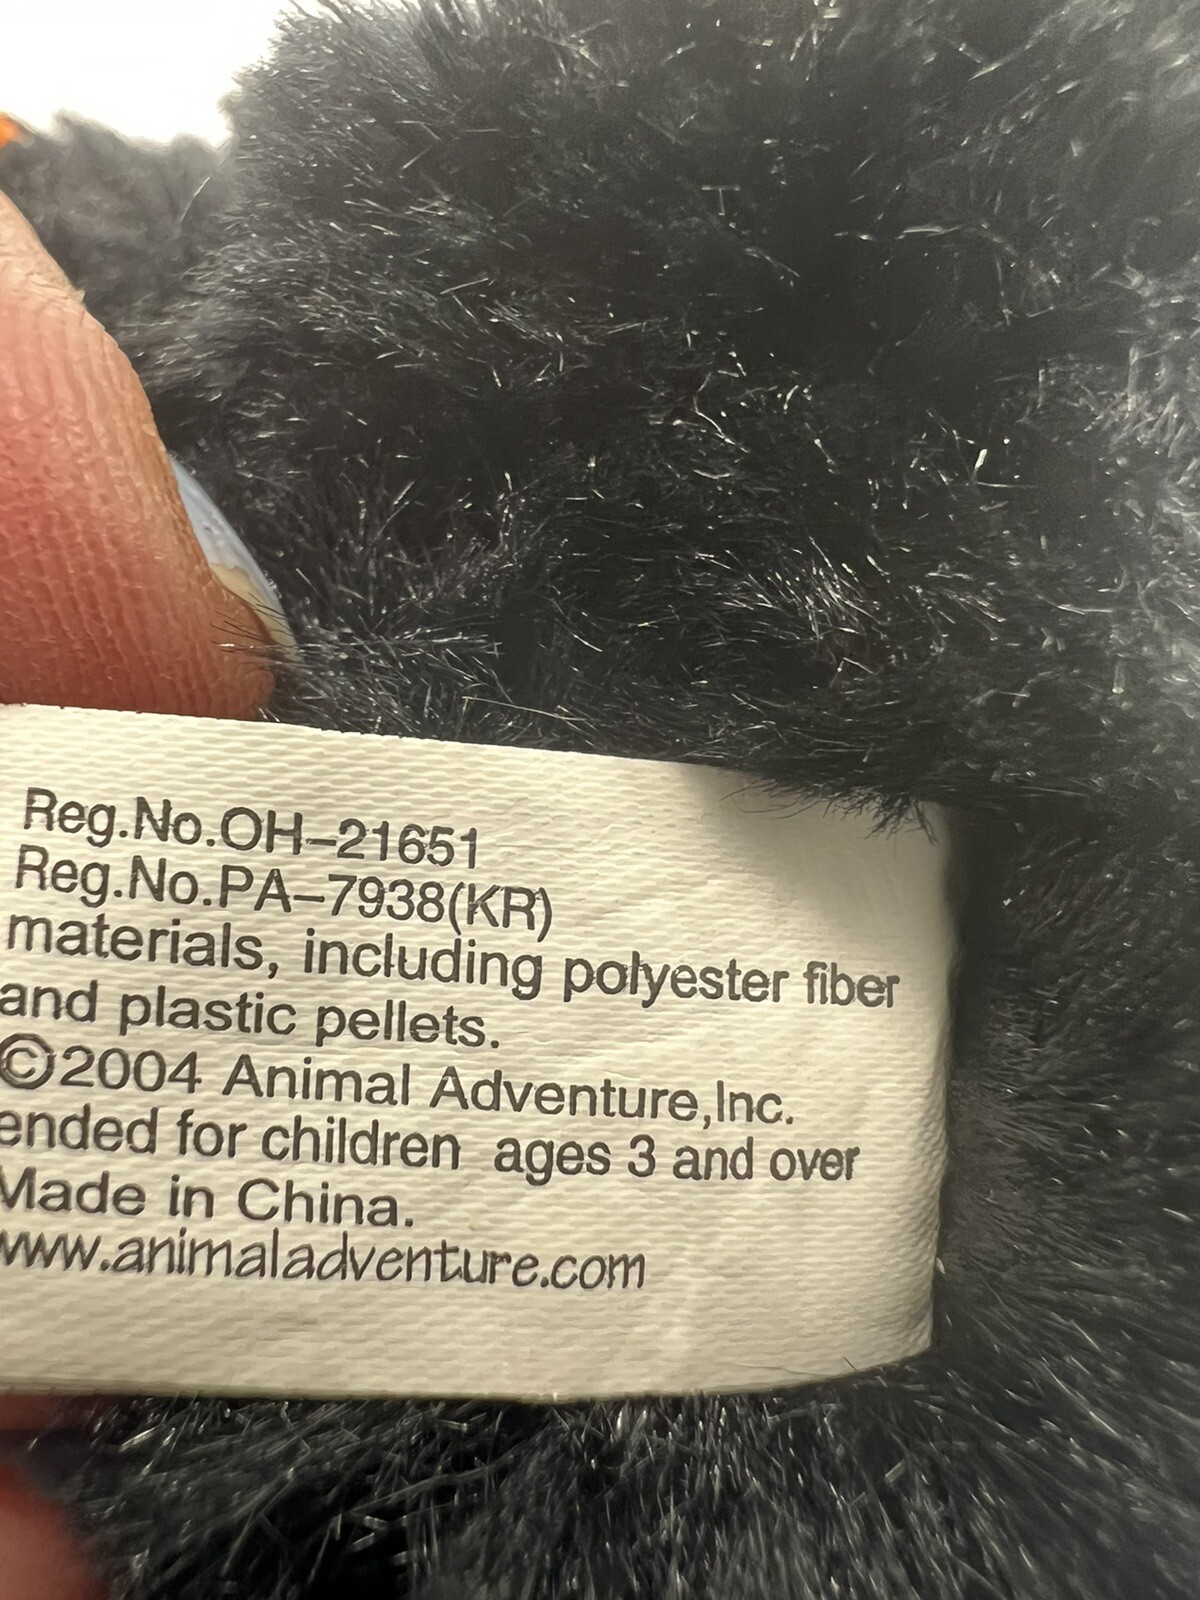 Reg.No.OH-21651
Reg.No.PA-7938(KR)
materials, including polyester fiber
and plastic pellets.
©2004 Animal Adventure,Inc.
ended for children ages 3 and over
Made in China.
www.animaladventure.com